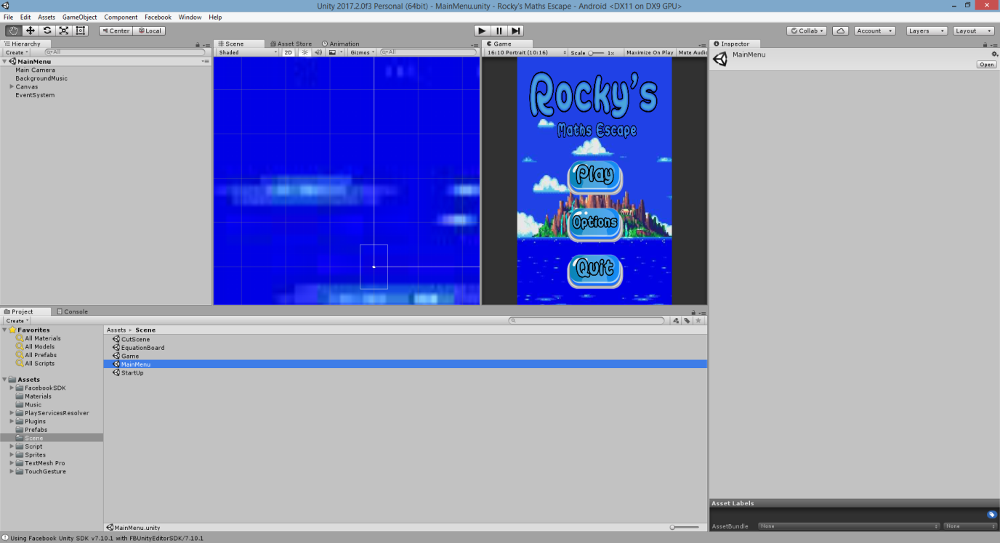 Unity 2017.2.0f3 Personal (64bit) - MainMenu.unity - Rocky's Maths Escape - Android <DX11 on DX9 GPU>
File Edit Assets GameObject Component Facebook Window Help
Center Local Collab Account Layers Layout
Hierarchy
Create All
MainMenu
Main Camera
BackgroundMusic
Canvas
EventSystem
Scene Asset Store Animation
Shaded 2D Gizmos All
Game
16:10 Portrait (10:16) Scale 1x Maximize On Play Mute Audio
Rocky's
Maths Escape
Play
Options
Quit
Inspector
MainMenu
Open
Project Console
Create
Favorites
All Materials
All Models
All Prefabs
All Scripts
Assets
FacebookSDK
Materials
Music
PlayServicesResolver
Plugins
Prefabs
Scene
Script
Sprites
TextMesh Pro
TouchGesture
Assets Scene
CutScene
EquationBoard
Game
MainMenu
StartUp
MainMenu.unity
Asset Labels
AssetBundle None None
Using Facebook Unity SDK v7.10.1 with FBUnityEditorSDK/7.10.1